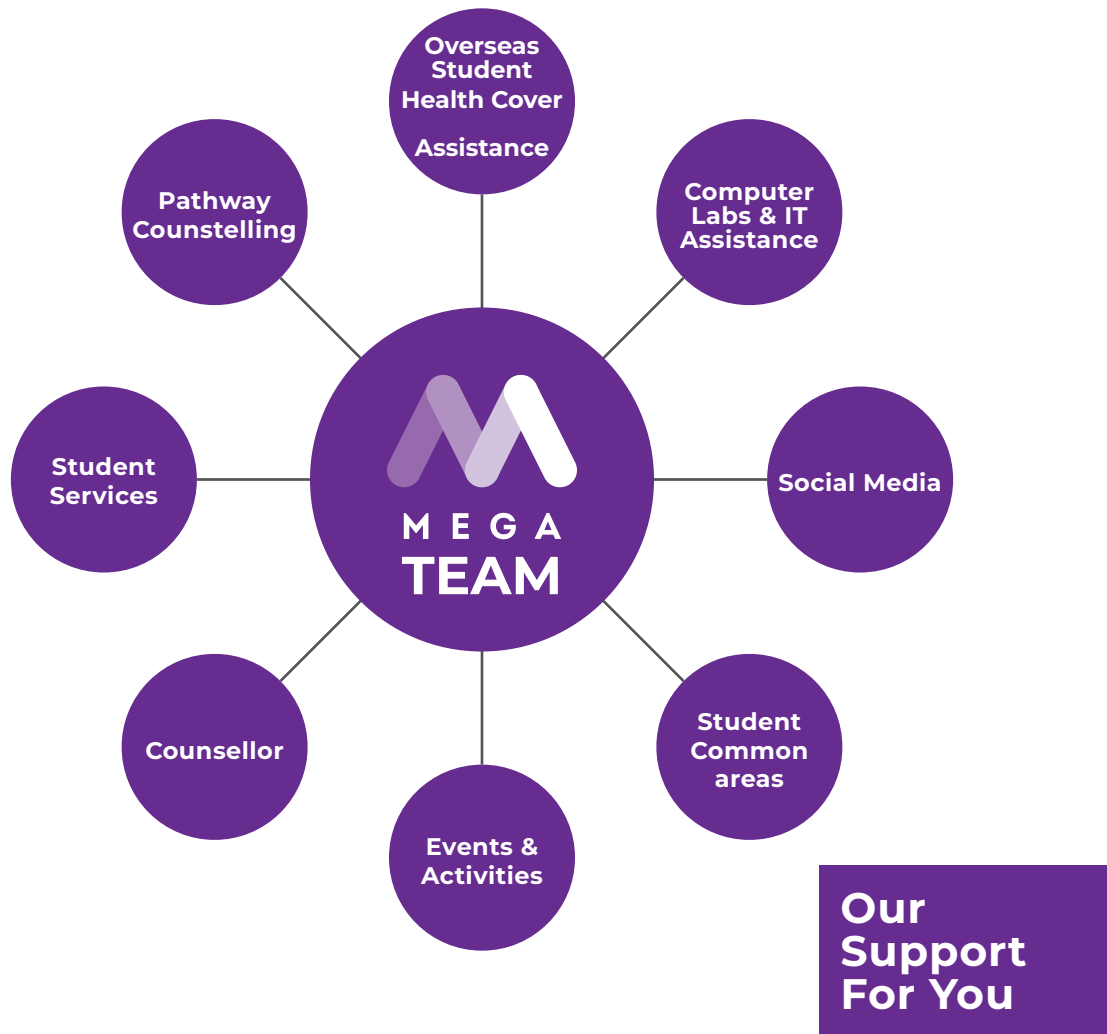 Overseas
Student
Health Cover
Assistance
Computer
Labs & IT
Assistance
Social Media
Student
Common
areas
Events &
Activities
Counsellor
Student
Services
Pathway
Counstelling
MEGA
TEAM
Our
Support
For You